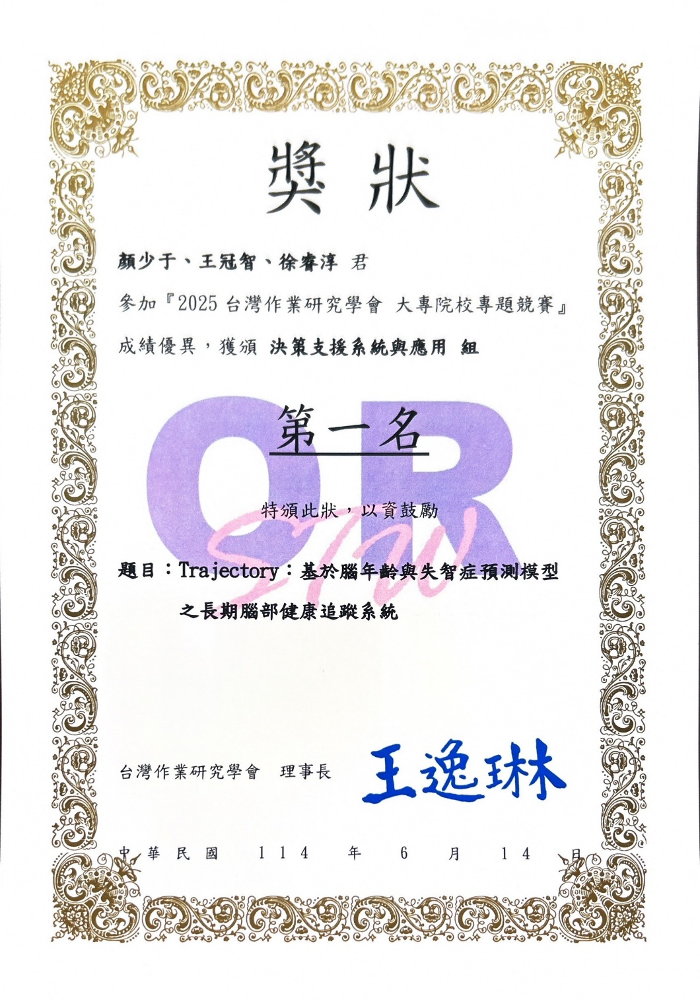 獎狀
顏少于、王冠智、徐睿淳 君
參加『2025 台灣作業研究學會 大專院校專題競賽』
成績優異，獲頒 決策支援系統與應用 組
第一名
特頒此狀，以資鼓勵
ORSTW
題目：Trajectory：基於腦年齡與失智症預測模型
之長期腦部健康追蹤系統
台灣作業研究學會 理事長 王逸琳
中華民國 114 年 6 月 14 日